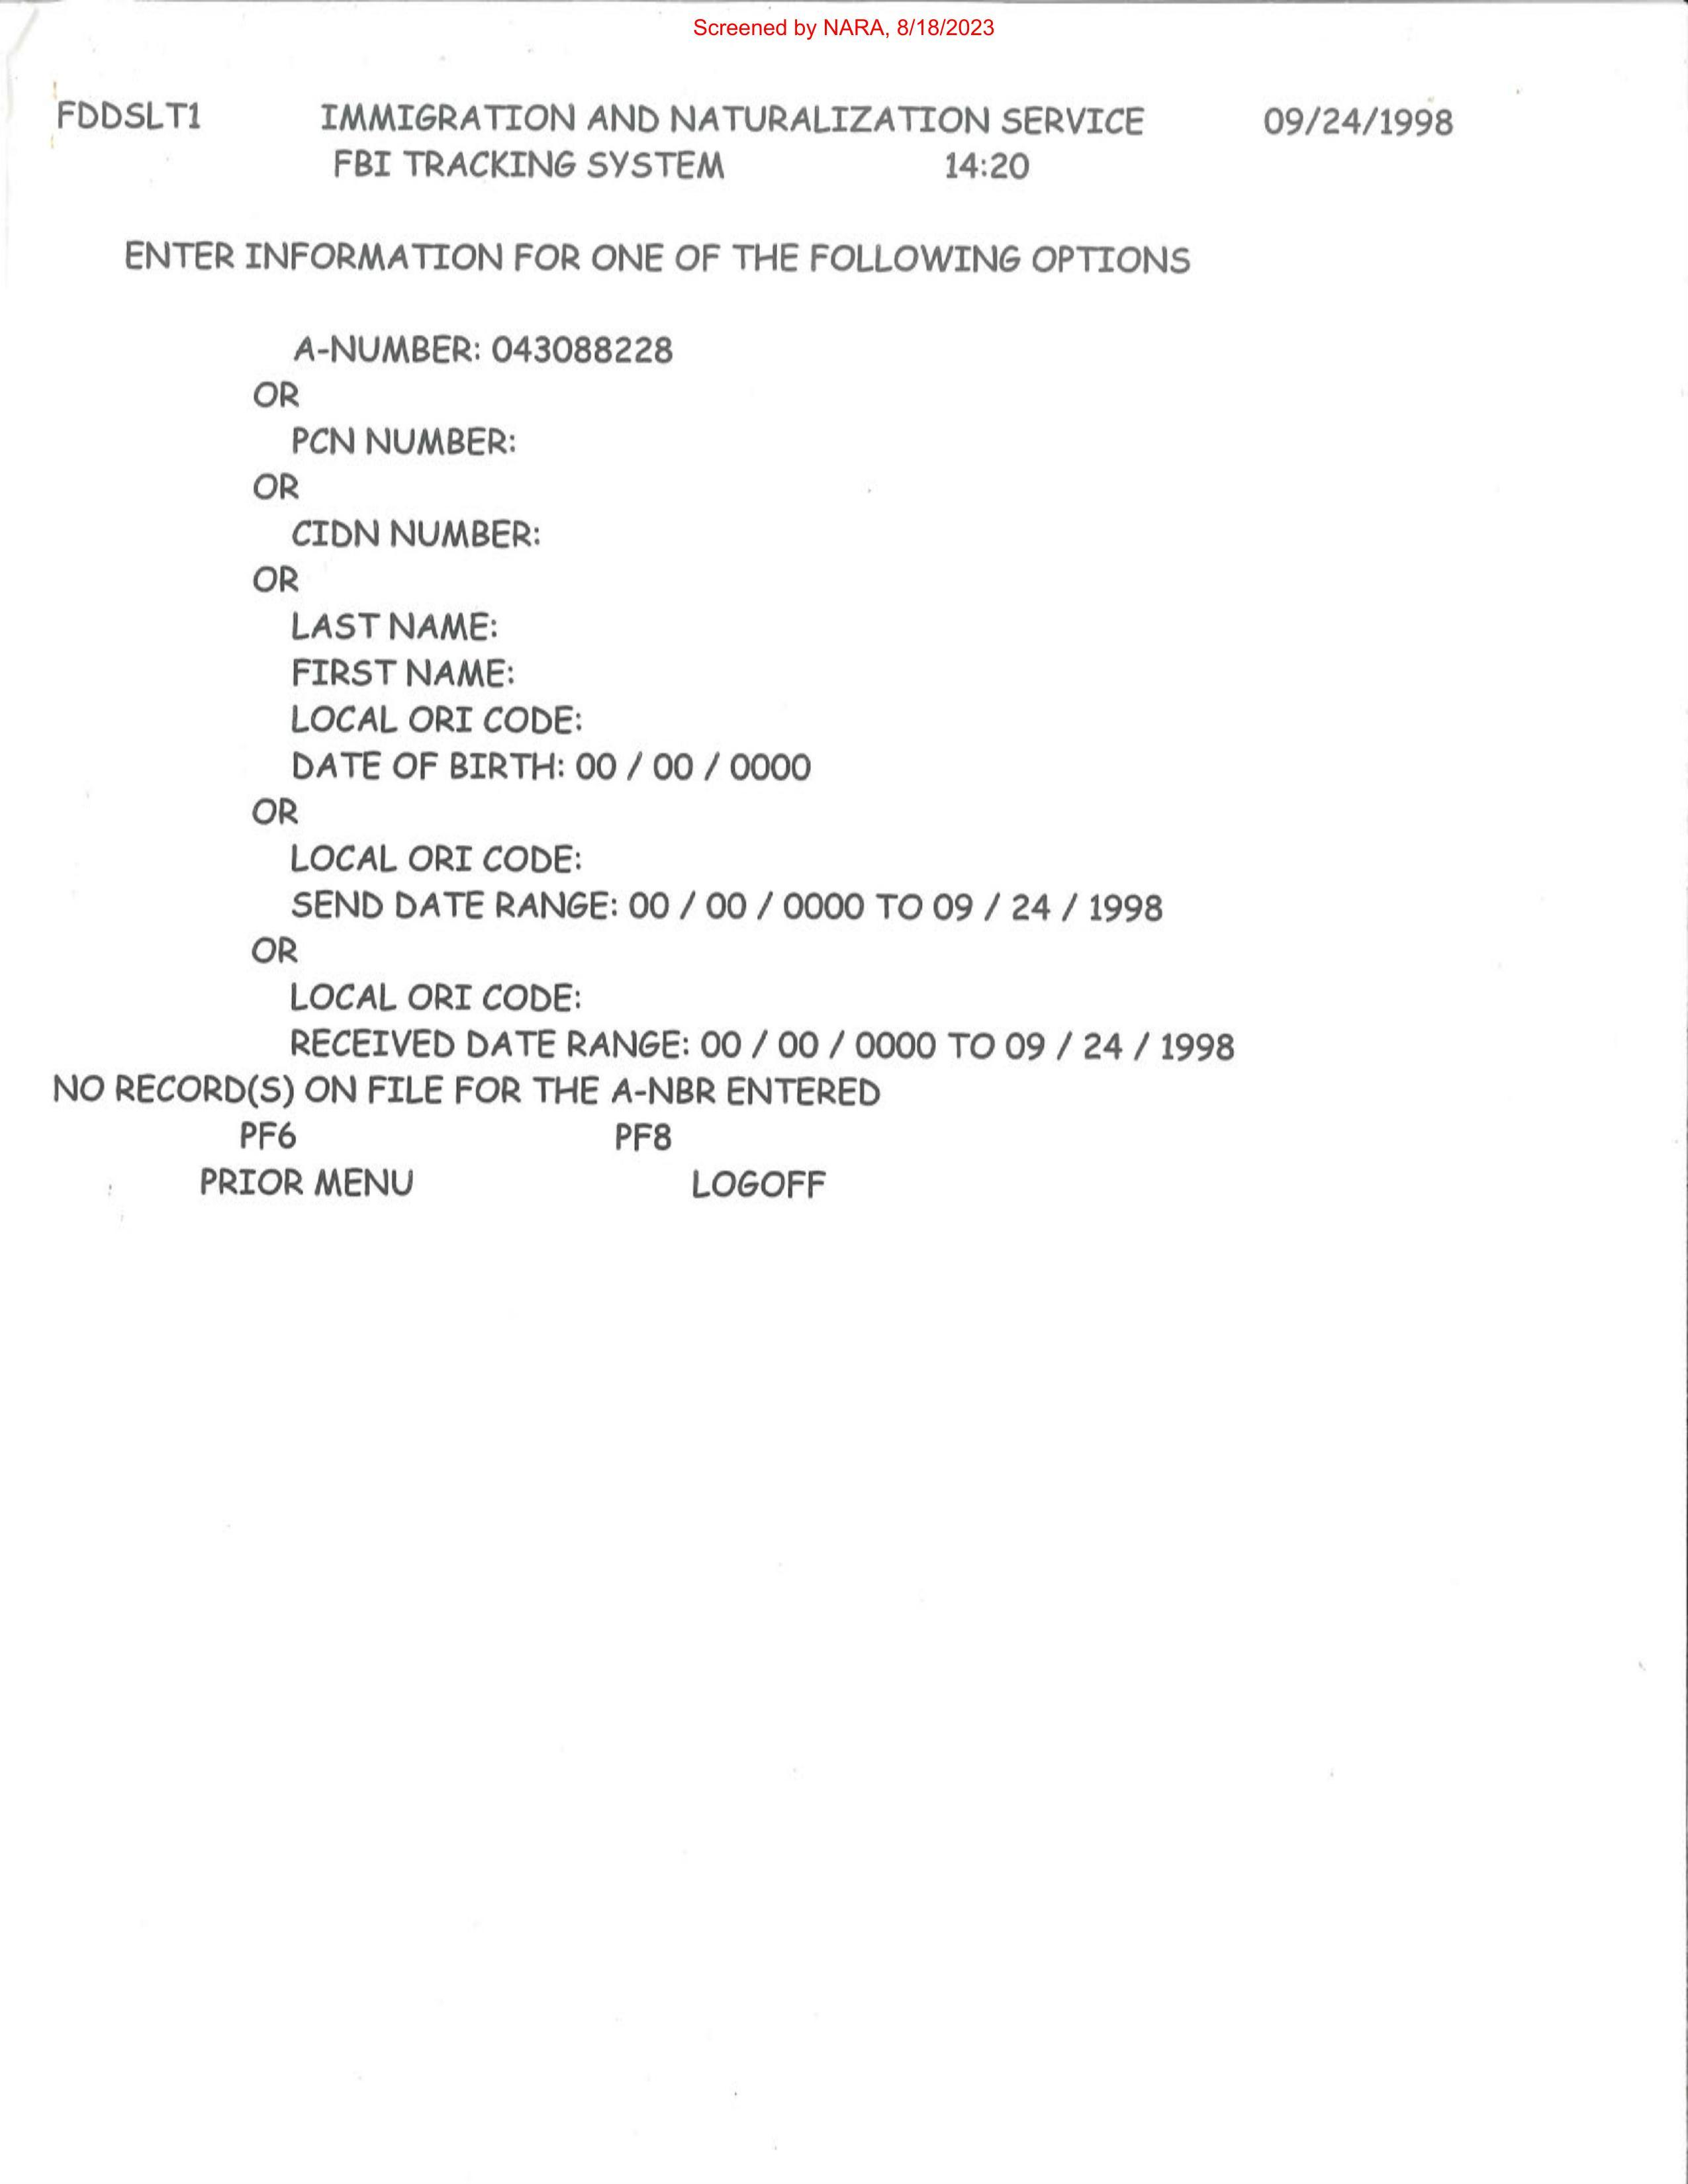 Screened by NARA, 8/18/2023
FDDSLT1 IMMIGRATION AND NATURALIZATION SERVICE 09/24/1998
FBI TRACKING SYSTEM 14:20
ENTER INFORMATION FOR ONE OF THE FOLLOWING OPTIONS
A-NUMBER: 043088228
OR
PCN NUMBER:
OR
CIDN NUMBER:
OR
LAST NAME:
FIRST NAME:
LOCAL ORI CODE:
DATE OF BIRTH: 00 / 00 / 0000
OR
LOCAL ORI CODE:
SEND DATE RANGE: 00 / 00 / 0000 TO 09 / 24 / 1998
OR
LOCAL ORI CODE:
RECEIVED DATE RANGE: 00 / 00 / 0000 TO 09 / 24 / 1998
NO RECORD(S) ON FILE FOR THE A-NBR ENTERED
PF6 PF8
PRIOR MENU LOGOFF